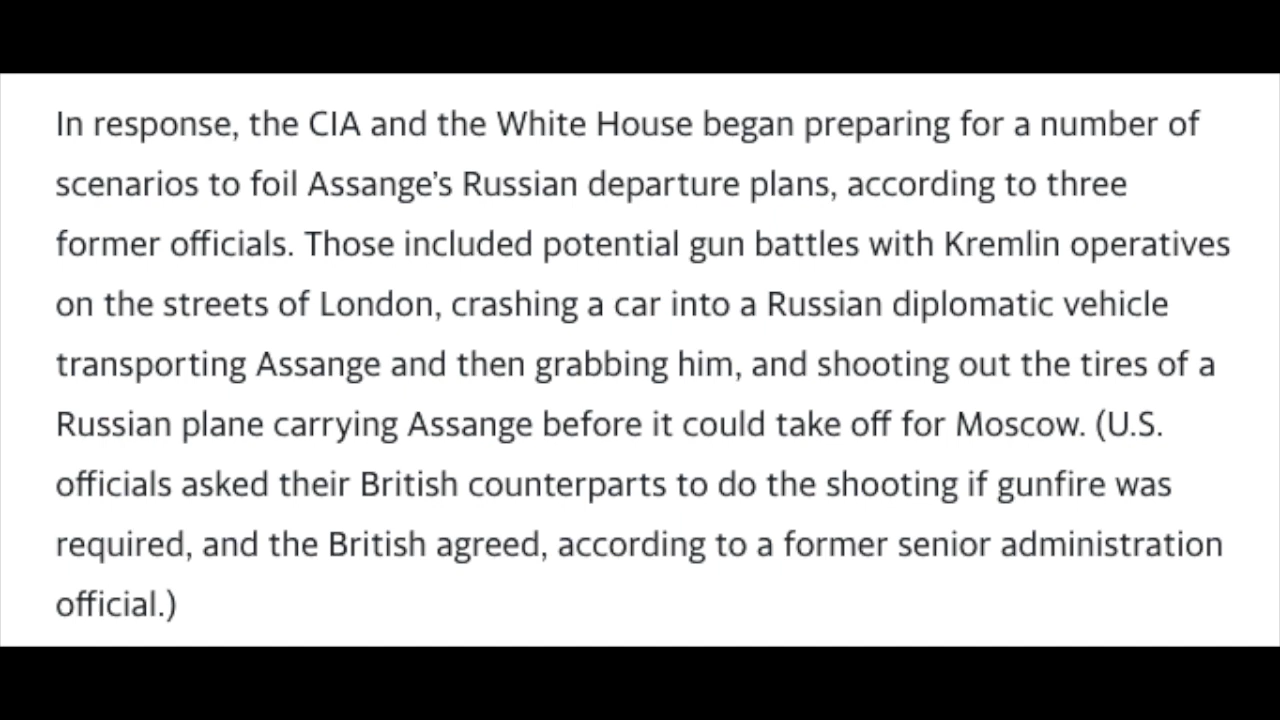 In response, the CIA and the White House began preparing for a number of
scenarios to foil Assange’s Russian departure plans, according to three
former officials. Those included potential gun battles with Kremlin operatives
on the streets of London, crashing a car into a Russian diplomatic vehicle
transporting Assange and then grabbing him, and shooting out the tires of a
Russian plane carrying Assange before it could take off for Moscow. (U.S.
officials asked their British counterparts to do the shooting if gunfire was
required, and the British agreed, according to a former senior administration
official.)